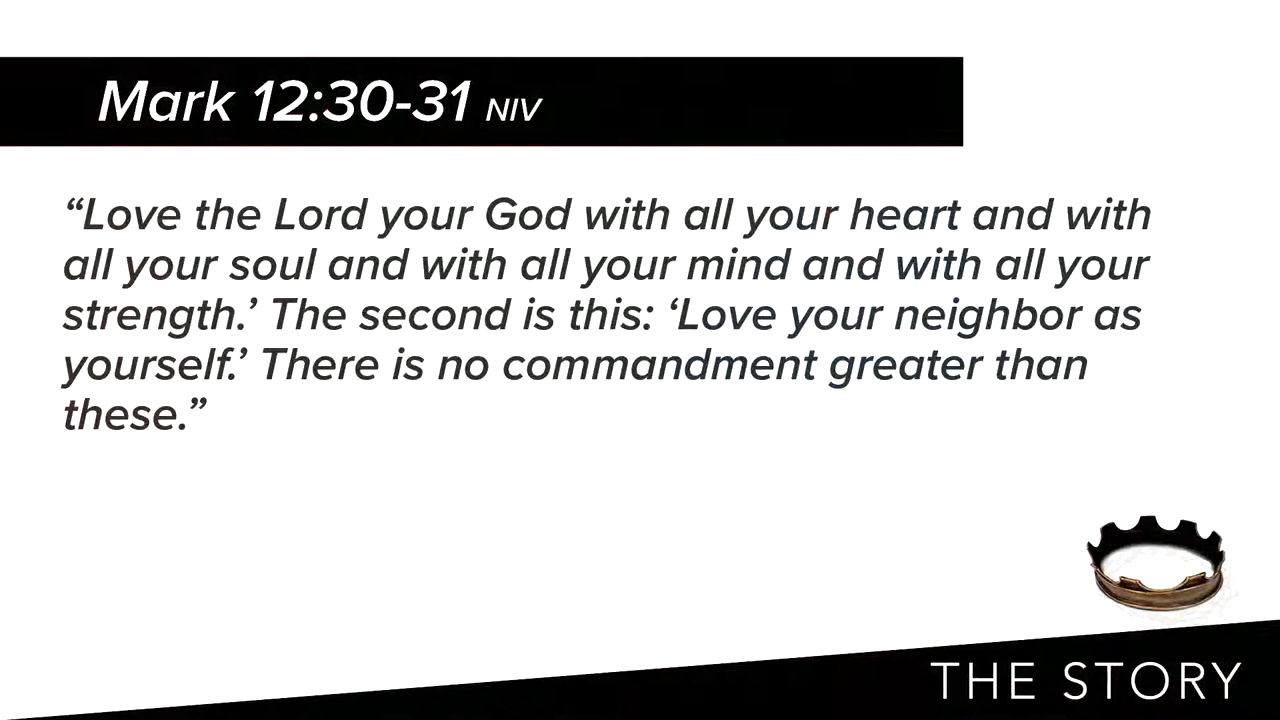 Mark 12:30-31 NIV
“Love the Lord your God with all your heart and with
all your soul and with all your mind and with all your
strength.’ The second is this: ‘Love your neighbor as
yourself.’ There is no commandment greater than
these.”
THE STORY